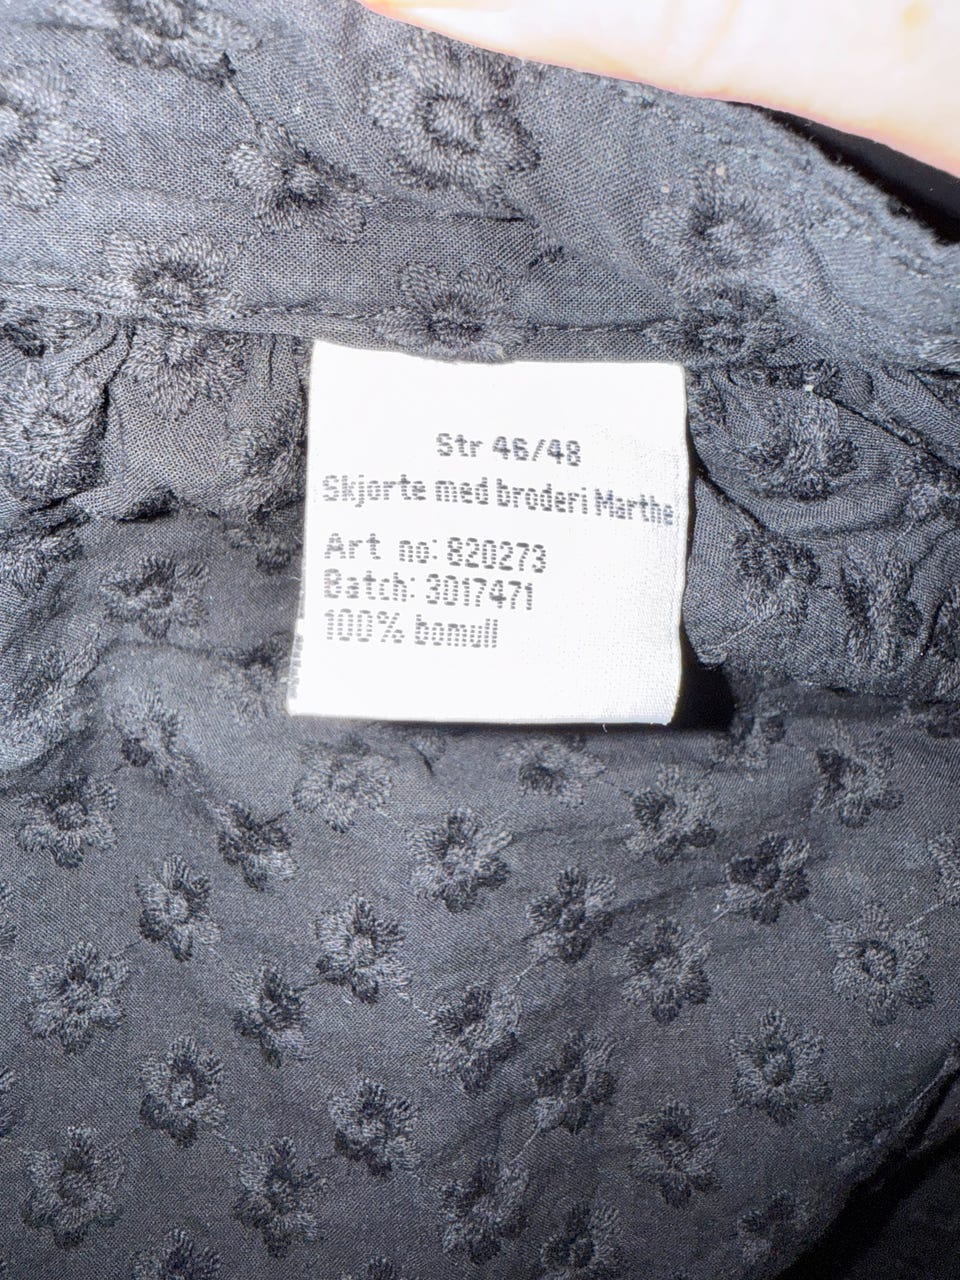 Str 46/48
Skjorte med broderi Marthe
Art no: 820273
Batch: 3017471
100% bomull